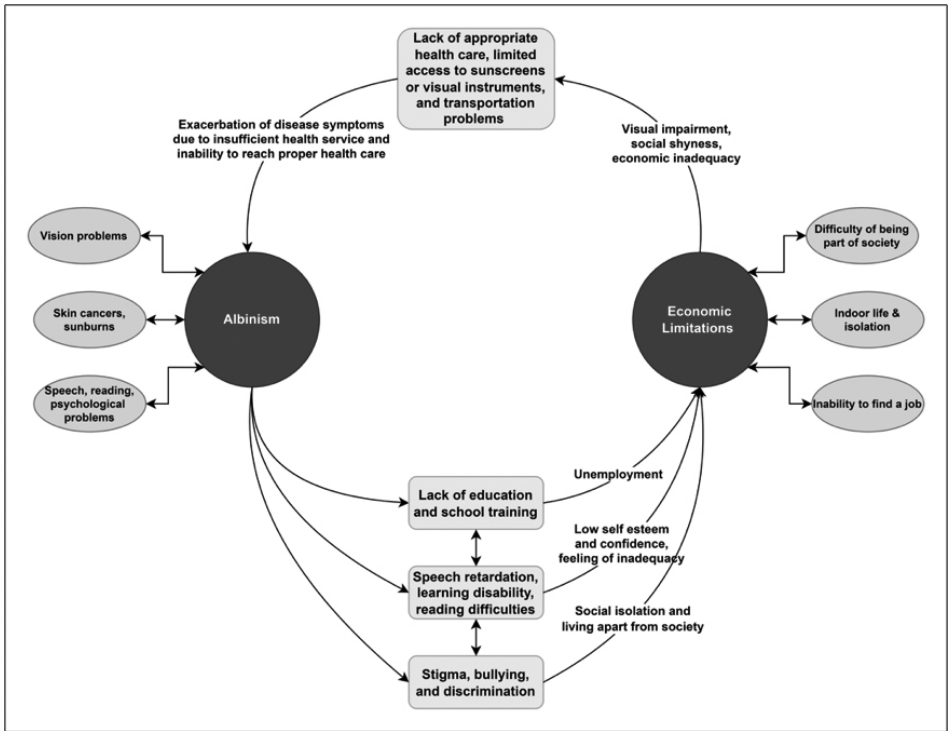 Lack of appropriate
health care, limited
access to sunscreens
or visual instruments,
and transportation
problems
Exacerbation of disease symptoms
due to insufficient health service and
inability to reach proper health care
Visual impairment,
social shyness,
economic inadequacy
Vision problems
Skin cancers,
sunburns
Speech, reading,
psychological
problems
Albinism
Economic
Limitations
Difficulty of being
part of society
Indoor life &
isolation
Inability to find a job
Lack of education
and school training
Unemployment
Speech retardation,
learning disability,
reading difficulties
Low self esteem
and confidence,
feeling of inadequacy
Stigma, bullying,
and discrimination
Social isolation and
living apart from society